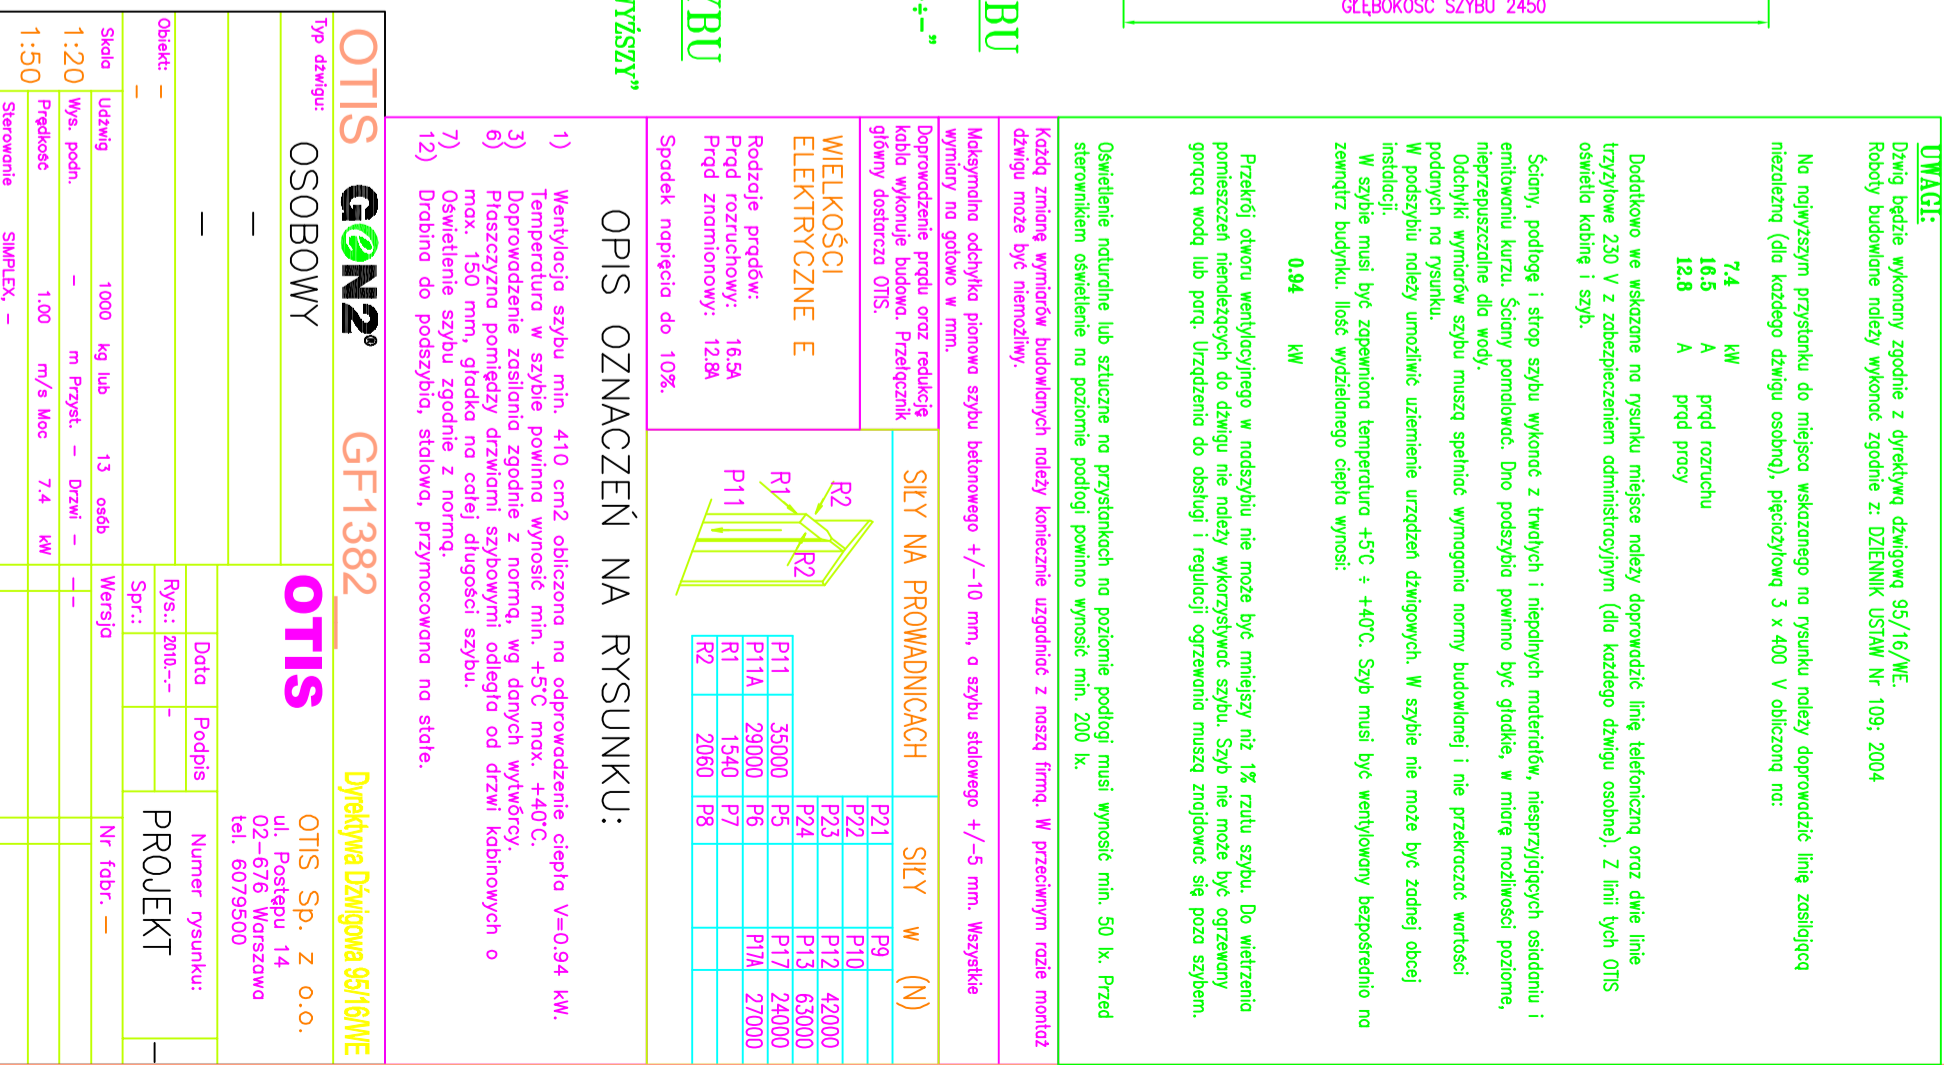 GŁĘBOKOŚĆ SZYBU 2450
BU
÷–”
YBU
WYŻSZY”
UWAGI:
Dźwig będzie wykonany zgodnie z dyrektywą dźwigową 95/16/WE.
Roboty budowlane należy wykonać zgodnie z: DZIENNIK USTAW Nr 109; 2004
Na najwyższym przystanku do miejsca wskazanego na rysunku należy doprowadzić linię zasilającą
niezależną (dla każdego dźwigu osobną), pięciożyłową 3 x 400 V obliczoną na:
7.4 kW
16.5 A prąd rozruchu
12.8 A prąd pracy
Dodatkowo we wskazane na rysunku miejsce należy doprowadzić linię telefoniczną oraz dwie linie
trzyżyłowe 230 V z zabezpieczeniem administracyjnym (dla każdego dźwigu osobne). Z linii tych OTIS
oświetla kabinę i szyb.
Ściany, podłogę i strop szybu wykonać z trwałych i niepalnych materiałów, niesprzyjających osiadaniu i
emitowaniu kurzu. Ściany pomalować. Dno podszybia powinno być gładkie, w miarę możliwości poziome,
nieprzepuszczalne dla wody.
Odchyłki wymiarów szybu muszą spełniać wymagania normy budowlanej i nie przekraczać wartości
podanych na rysunku.
W podszybiu należy umożliwić uziemienie urządzeń dźwigowych. W szybie nie może być żadnej obcej
instalacji.
W szybie musi być zapewniona temperatura +5°C ÷ +40°C. Szyb musi być wentylowany bezpośrednio na
zewnątrz budynku. Ilość wydzielanego ciepła wynosi:
0.94 kW
Przekrój otworu wentylacyjnego w nadszybiu nie może być mniejszy niż 1% rzutu szybu. Do wietrzenia
pomieszczeń nienależących do dźwigu nie należy wykorzystywać szybu. Szyb nie może być ogrzewany
gorącą wodą lub parą. Urządzenia do obsługi i regulacji ogrzewania muszą znajdować się poza szybem.
Oświetlenie naturalne lub sztuczne na przystankach na poziomie podłogi musi wynosić min. 50 lx. Przed
sterownikiem oświetlenie na poziomie podłogi powinno wynosić min. 200 lx.
Każdą zmianę wymiarów budowlanych należy koniecznie uzgadniać z naszą firmą. W przeciwnym razie montaż
dźwigu może być niemożliwy.
Maksymalna odchyłka pionowa szybu betonowego +/-10 mm, a szybu stalowego +/-5 mm. Wszystkie
wymiary na gotowo w mm.
Doprowadzenie prądu oraz redukcję
kabla wykonuje budowa. Przełącznik
główny dostarcza OTIS.
WIELKOŚCI
ELEKTRYCZNE E
Rodzaje prądów:
Prąd rozruchowy: 16.5A
Prąd znamionowy: 12.8A
Spadek napięcia do 10%.
SIŁY NA PROWADNICACH
R2
R1
P11
R2
P11 35000
P11A 29000
R1 1540
R2 2060
SIŁY w (N)
P21 P9
P22 P10
P23 P12 42000
P24 P13 63000
P5 P17 24000
P6 P17A 27000
P7
P8
OPIS OZNACZEŃ NA RYSUNKU:
1) Wentylacja szybu min. 410 cm2 obliczona na odprowadzenie ciepła V=0.94 kW.
Temperatura w szybie powinna wynosić min. +5°C max. +40°C.
3) Doprowadzenie zasilania zgodnie z normą, wg danych wytwórcy.
6) Płaszczyzna pomiędzy drzwiami szybowymi odległa od drzwi kabinowych o
max. 150 mm, gładka na całej długości szybu.
7) Oświetlenie szybu zgodnie z normą.
12) Drabina do podszybia, stalowa, przymocowana na stałe.
OTIS GeN2® GF1382_
Dyrektywa Dźwigowa 95/16/WE
Typ dźwigu: OSOBOWY
–
–
Obiekt: –
–
OTIS
OTIS Sp. z o.o.
ul. Postępu 14
02-676 Warszawa
tel. 6079500
Data Podpis
Rys.: 2010.-.- -
Spr.:
Numer rysunku:
PROJEKT –
Skala
1:20
1:50
Udźwig 1000 kg lub 13 osób
Wys. podn. – m Przyst. – Drzwi – --
Prędkość 1.00 m/s Moc 7.4 kW
Sterowanie SIMPLEX, –
Wersja
Nr fabr. –